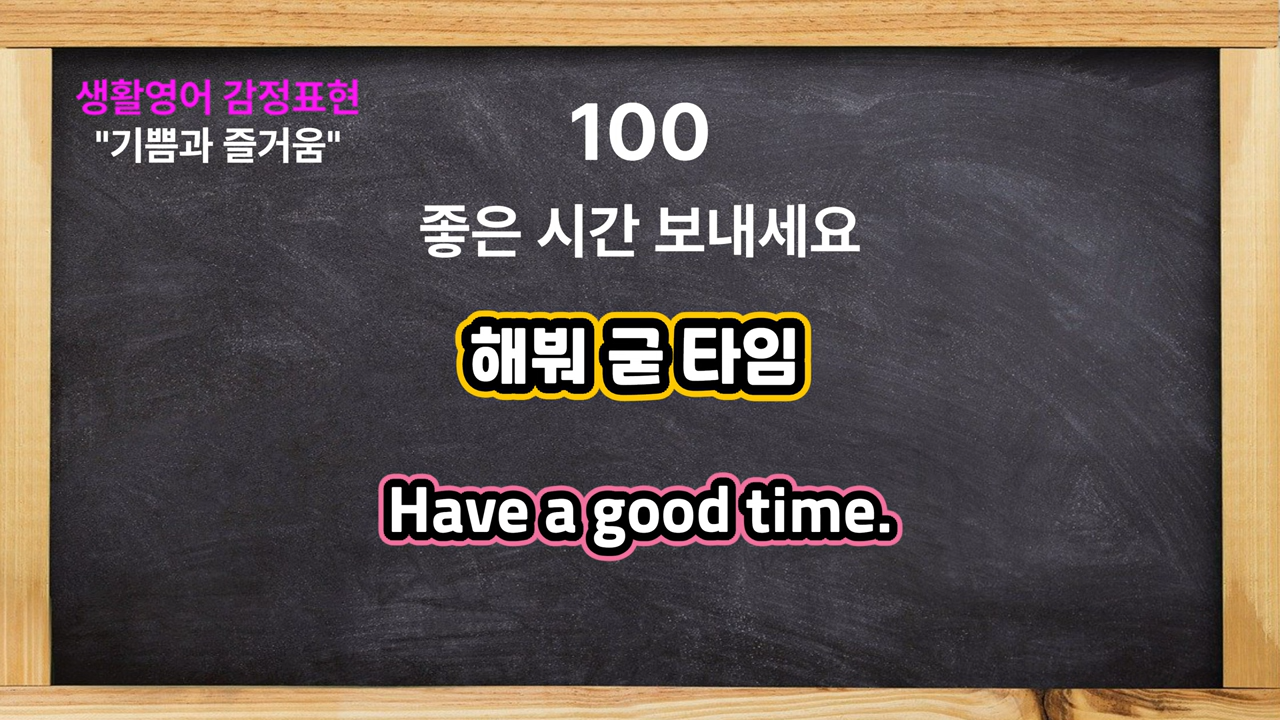 생활영어 감정표현
"기쁨과 즐거움"
100
좋은 시간 보내세요
해붜 굳 타임
Have a good time.